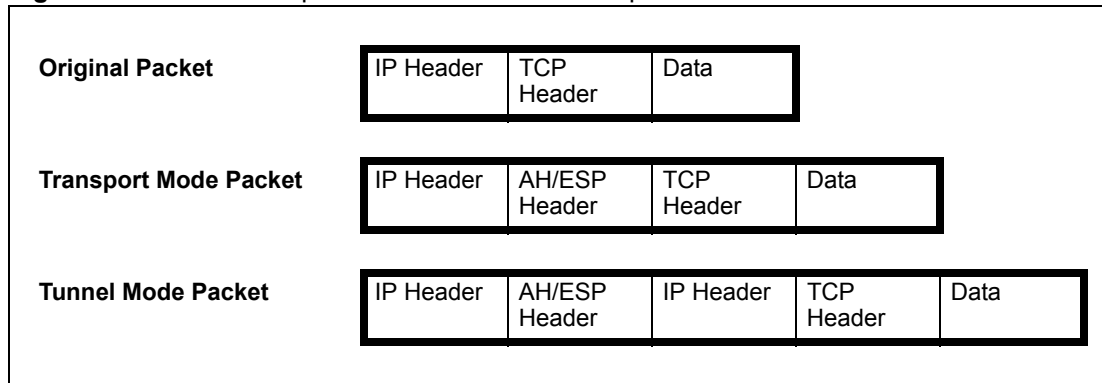 Original Packet
IP Header
TCP
Header
Data
Transport Mode Packet
IP Header
AH/ESP
Header
TCP
Header
Data
Tunnel Mode Packet
IP Header
AH/ESP
Header
IP Header
TCP
Header
Data